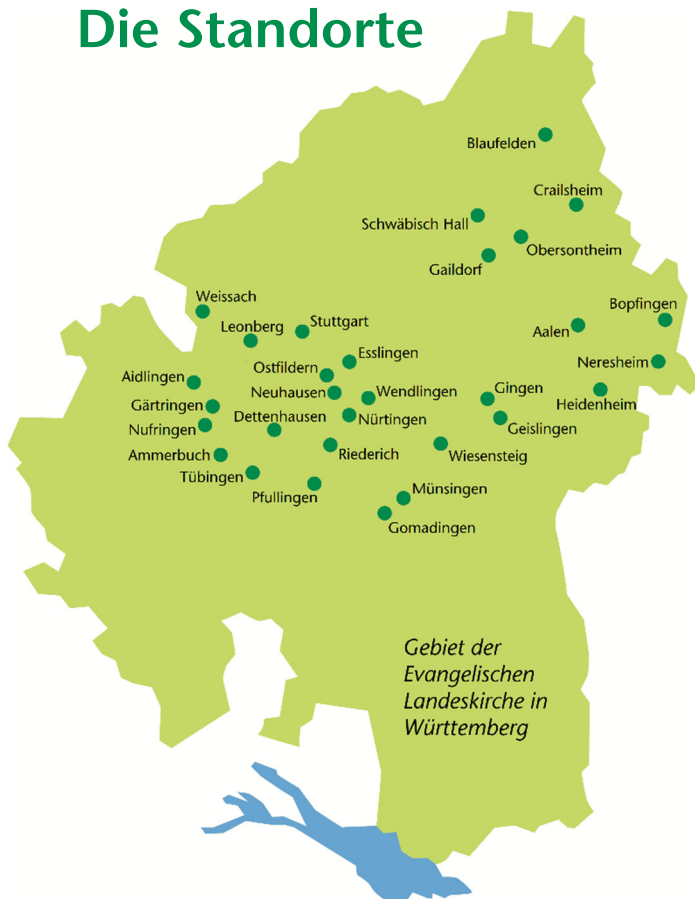 Die Standorte
Blaufelden
Crailsheim
Schwäbisch Hall
Obersontheim
Gaildorf
Weissach
Bopfingen
Leonberg
Stuttgart
Aalen
Esslingen
Ostfildern
Neresheim
Aidlingen
Neuhausen
Wendlingen
Gingen
Heidenheim
Gärtringen
Dettenhausen
Nürtingen
Nufringen
Geislingen
Ammerbuch
Riederich
Wiesensteig
Tübingen
Pfullingen
Münsingen
Gomadingen
Gebiet der
Evangelischen
Landeskirche in
Württemberg